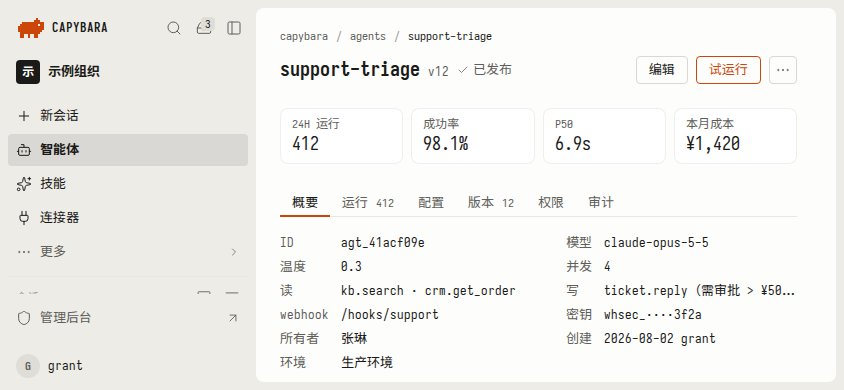 CAPYBARA
3
示 示例组织
新会话
智能体
技能
连接器
更多
管理后台
G grant
capybara / agents / support-triage
support-triage v12 已发布
编辑 试运行
24H 运行 成功率 P50 本月成本
412 98.1% 6.9s ¥1,420
概要 运行 412 配置 版本 12 权限 审计
ID agt_41acf09e 模型 claude-opus-5-5
温度 0.3 并发 4
读 kb.search · crm.get_order 写 ticket.reply (需审批 > ¥50...
webhook /hooks/support 密钥 whsec_····3f2a
所有者 张琳 创建 2026-08-02 grant
环境 生产环境